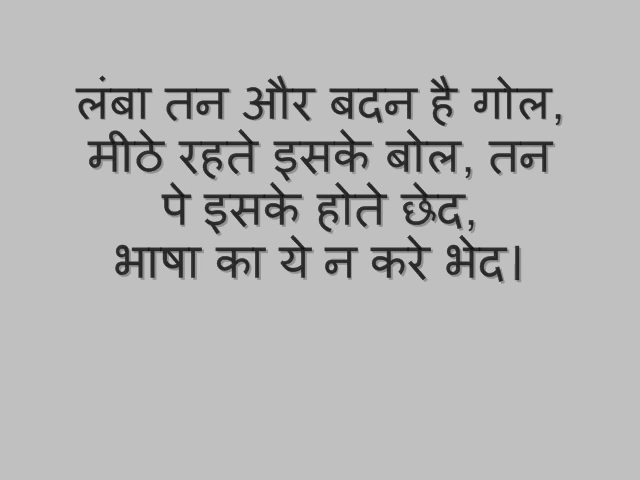 लंबा तन और बदन है गोल,
मीठे रहते इसके बोल, तन
पे इसके होते छेद,
भाषा का ये न करे भेद।